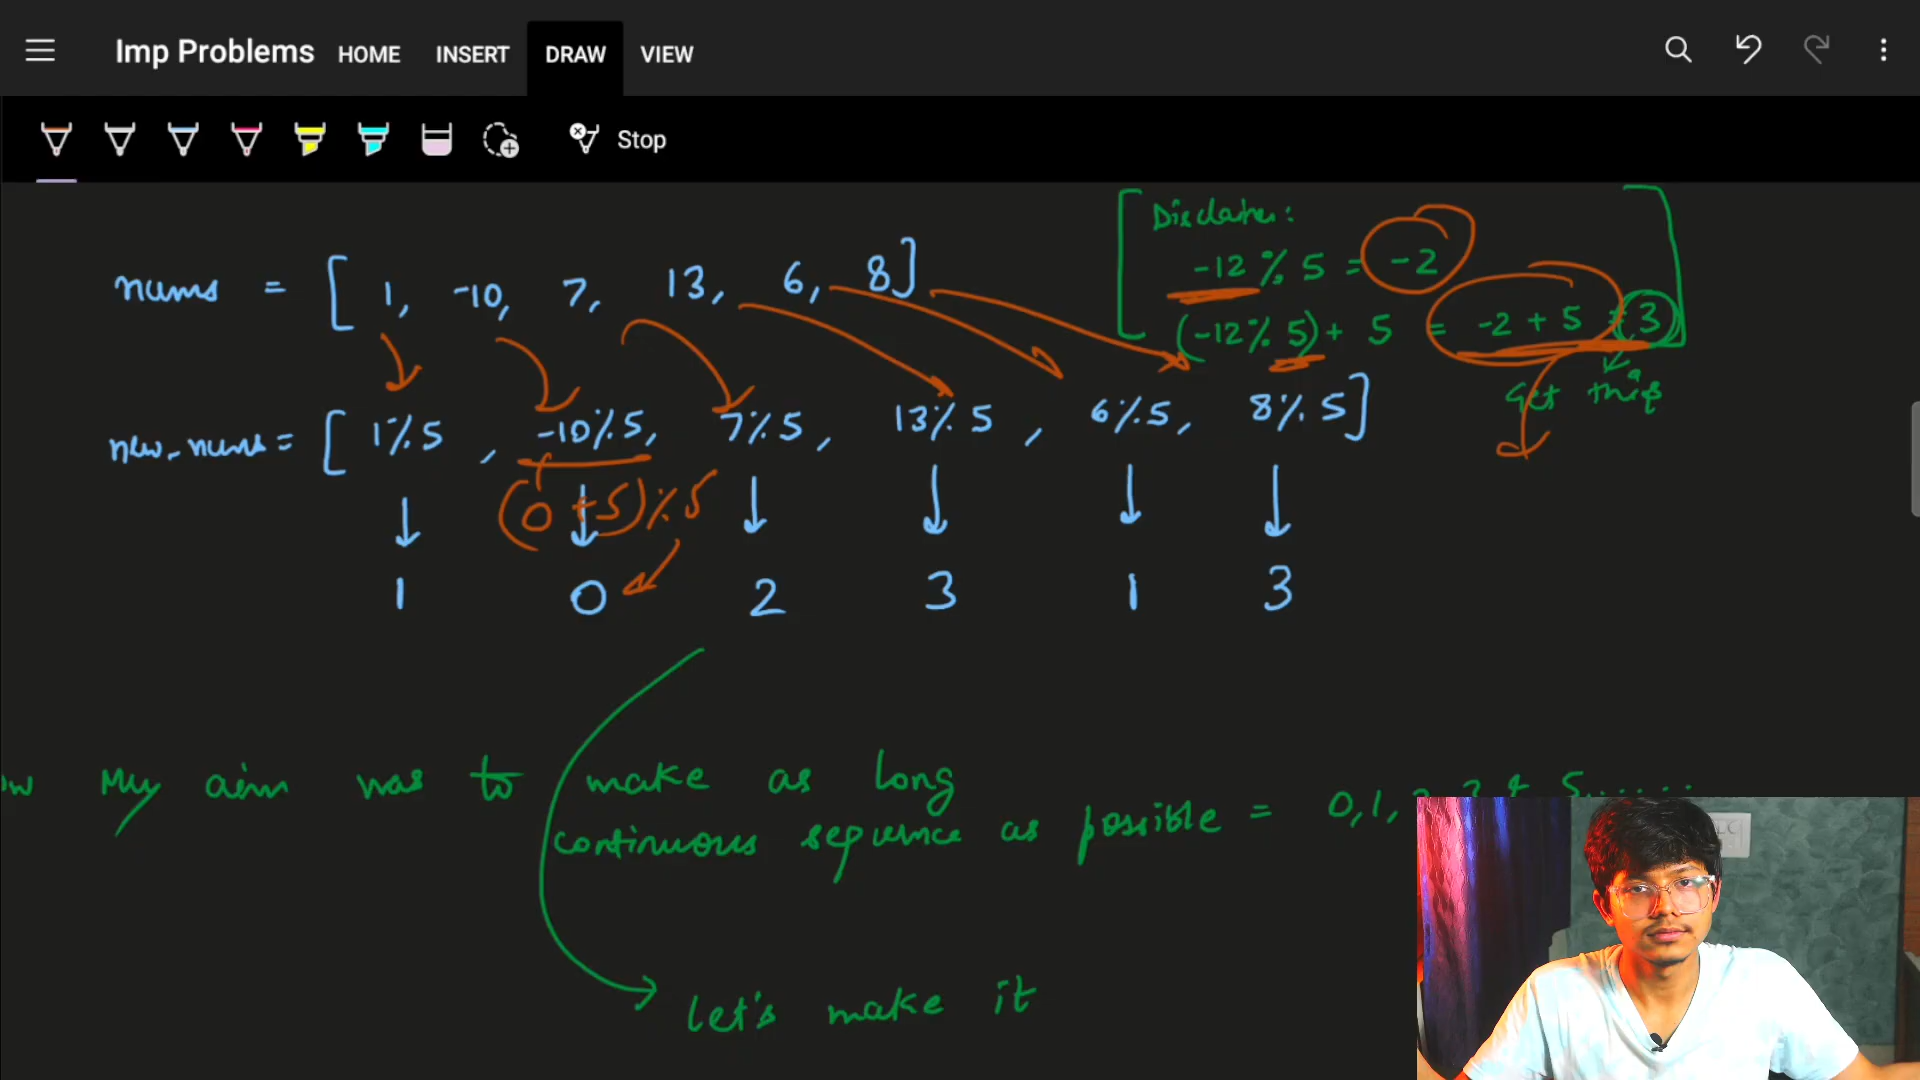 Imp Problems HOME INSERT DRAW VIEW
Stop
Disclaimer:
-12 % 5 = -2
(-12% 5) + 5 = -2 + 5 = 3
Get this
nums = [ 1, -10, 7, 13, 6, 8]
new_nums = [ 1%5 , -10%5, 7%5 , 13%5 , 6%5, 8%5]
(0 +5)%5
1 0 2 3 1 3
ow My aim was to make as long
continuous sequence as possible = 0,1, 5......
let's make it